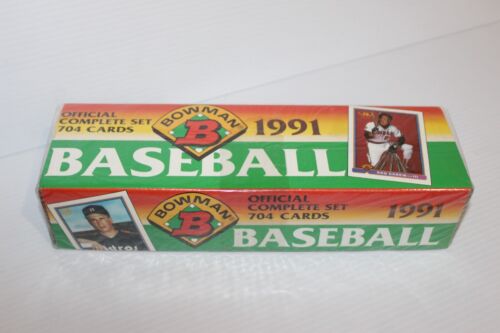 OFFICIAL
COMPLETE SET
704 CARDS
BOWMAN
B
1991
BASEBALL
ROD CAREW
BOWMAN
B
OFFICIAL
COMPLETE SET
704 CARDS
1991
BASEBALL